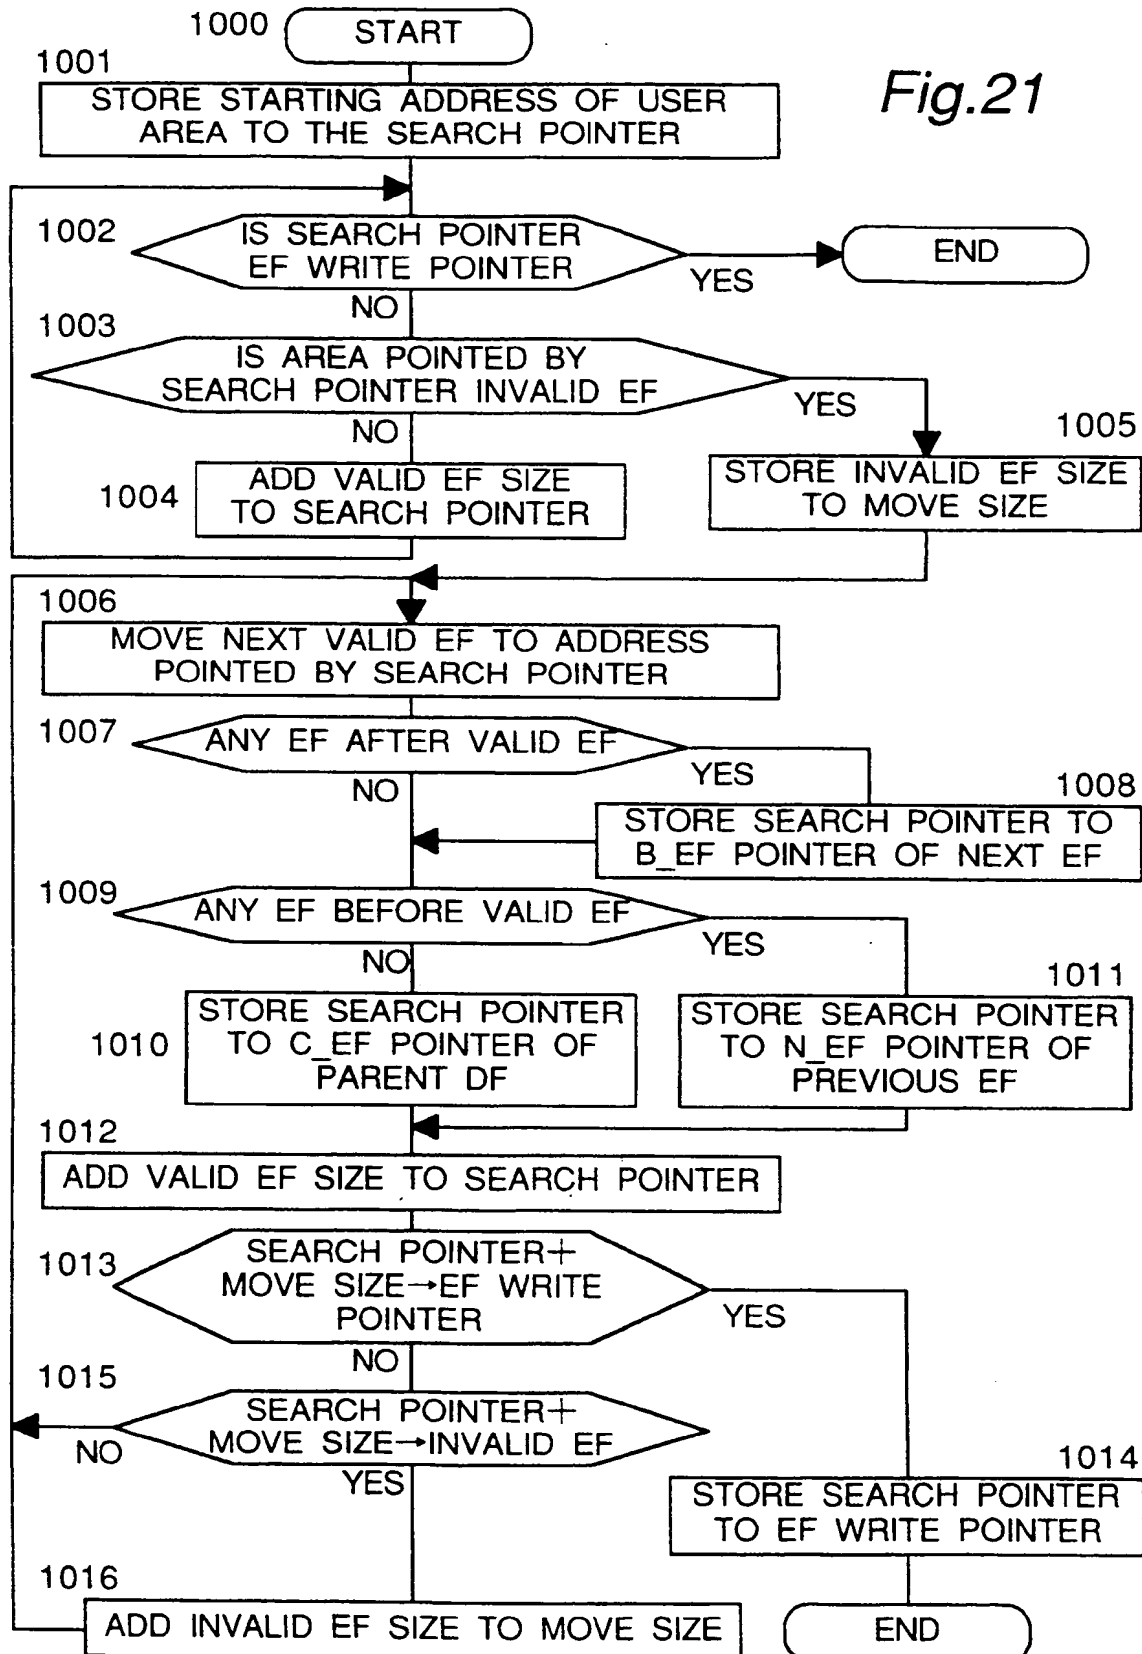 1000
START
Fig.21
1001
STORE STARTING ADDRESS OF USER
AREA TO THE SEARCH POINTER
1002
IS SEARCH POINTER
EF WRITE POINTER
YES
END
NO
1003
IS AREA POINTED BY
SEARCH POINTER INVALID EF
YES
NO
1004
ADD VALID EF SIZE
TO SEARCH POINTER
1005
STORE INVALID EF SIZE
TO MOVE SIZE
1006
MOVE NEXT VALID EF TO ADDRESS
POINTED BY SEARCH POINTER
1007
ANY EF AFTER VALID EF
YES
NO
1008
STORE SEARCH POINTER TO
B_EF POINTER OF NEXT EF
1009
ANY EF BEFORE VALID EF
YES
NO
1010
STORE SEARCH POINTER
TO C_EF POINTER OF
PARENT DF
1011
STORE SEARCH POINTER
TO N_EF POINTER OF
PREVIOUS EF
1012
ADD VALID EF SIZE TO SEARCH POINTER
1013
SEARCH POINTER+
MOVE SIZE→EF WRITE
POINTER
YES
NO
1015
SEARCH POINTER+
MOVE SIZE→INVALID EF
NO
YES
1014
STORE SEARCH POINTER
TO EF WRITE POINTER
1016
ADD INVALID EF SIZE TO MOVE SIZE
END